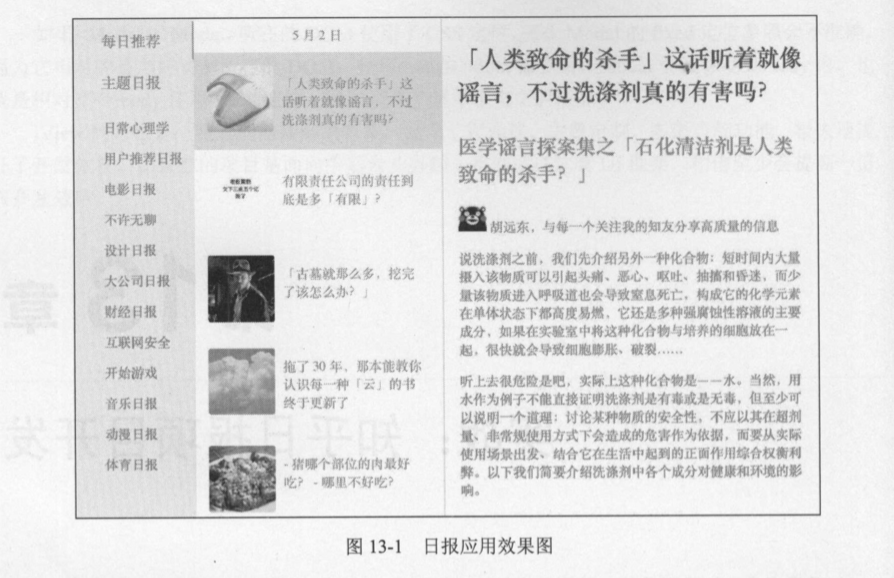 每日推荐
主题日报
日常心理学
用户推荐日报
电影日报
不许无聊
设计日报
大公司日报
财经日报
互联网安全
开始游戏
音乐日报
动漫日报
体育日报
5 月 2 日
「人类致命的杀手」这
话听着就像谣言，不过
洗涤剂真的有害吗？
有限责任公司的责任到
底是多「有限」？
「古墓就那么多，挖完
了该怎么办？」
拖了 30 年，那本能教你
认识每一种「云」的书
终于更新了
- 猪哪个部位的肉最好
吃？ - 哪里不好吃？
「人类致命的杀手」这话听着就像
谣言，不过洗涤剂真的有害吗？
医学谣言探案集之「石化清洁剂是人类
致命的杀手？」
胡远东，与每一个关注我的知友分享高质量的信息
说洗涤剂之前，我们先介绍另外一种化合物：短时间内大量
摄入该物质可以引起头痛、恶心、呕吐、抽搐和昏迷，而少
量该物质进入呼吸道也会导致窒息死亡，构成它的化学元素
在单体状态下都高度易燃，它还是多种强腐蚀性溶液的主要
成分，如果在实验室中将这种化合物与培养的细胞放在一
起，很快就会导致细胞膨胀、破裂……
听上去很危险是吧，实际上这种化合物是——水。当然，用
水作为例子不能直接证明洗涤剂是有毒或是无毒，但至少可
以说明一个道理：讨论某种物质的安全性，不应以其在超剂
量、非常规使用方式下会造成的危害作为依据，而要从实际
使用场景出发、结合它在生活中起到的正面作用综合权衡利
弊。以下我们简要介绍洗涤剂中各个成分对健康和环境的影
响。
图 13-1 日报应用效果图